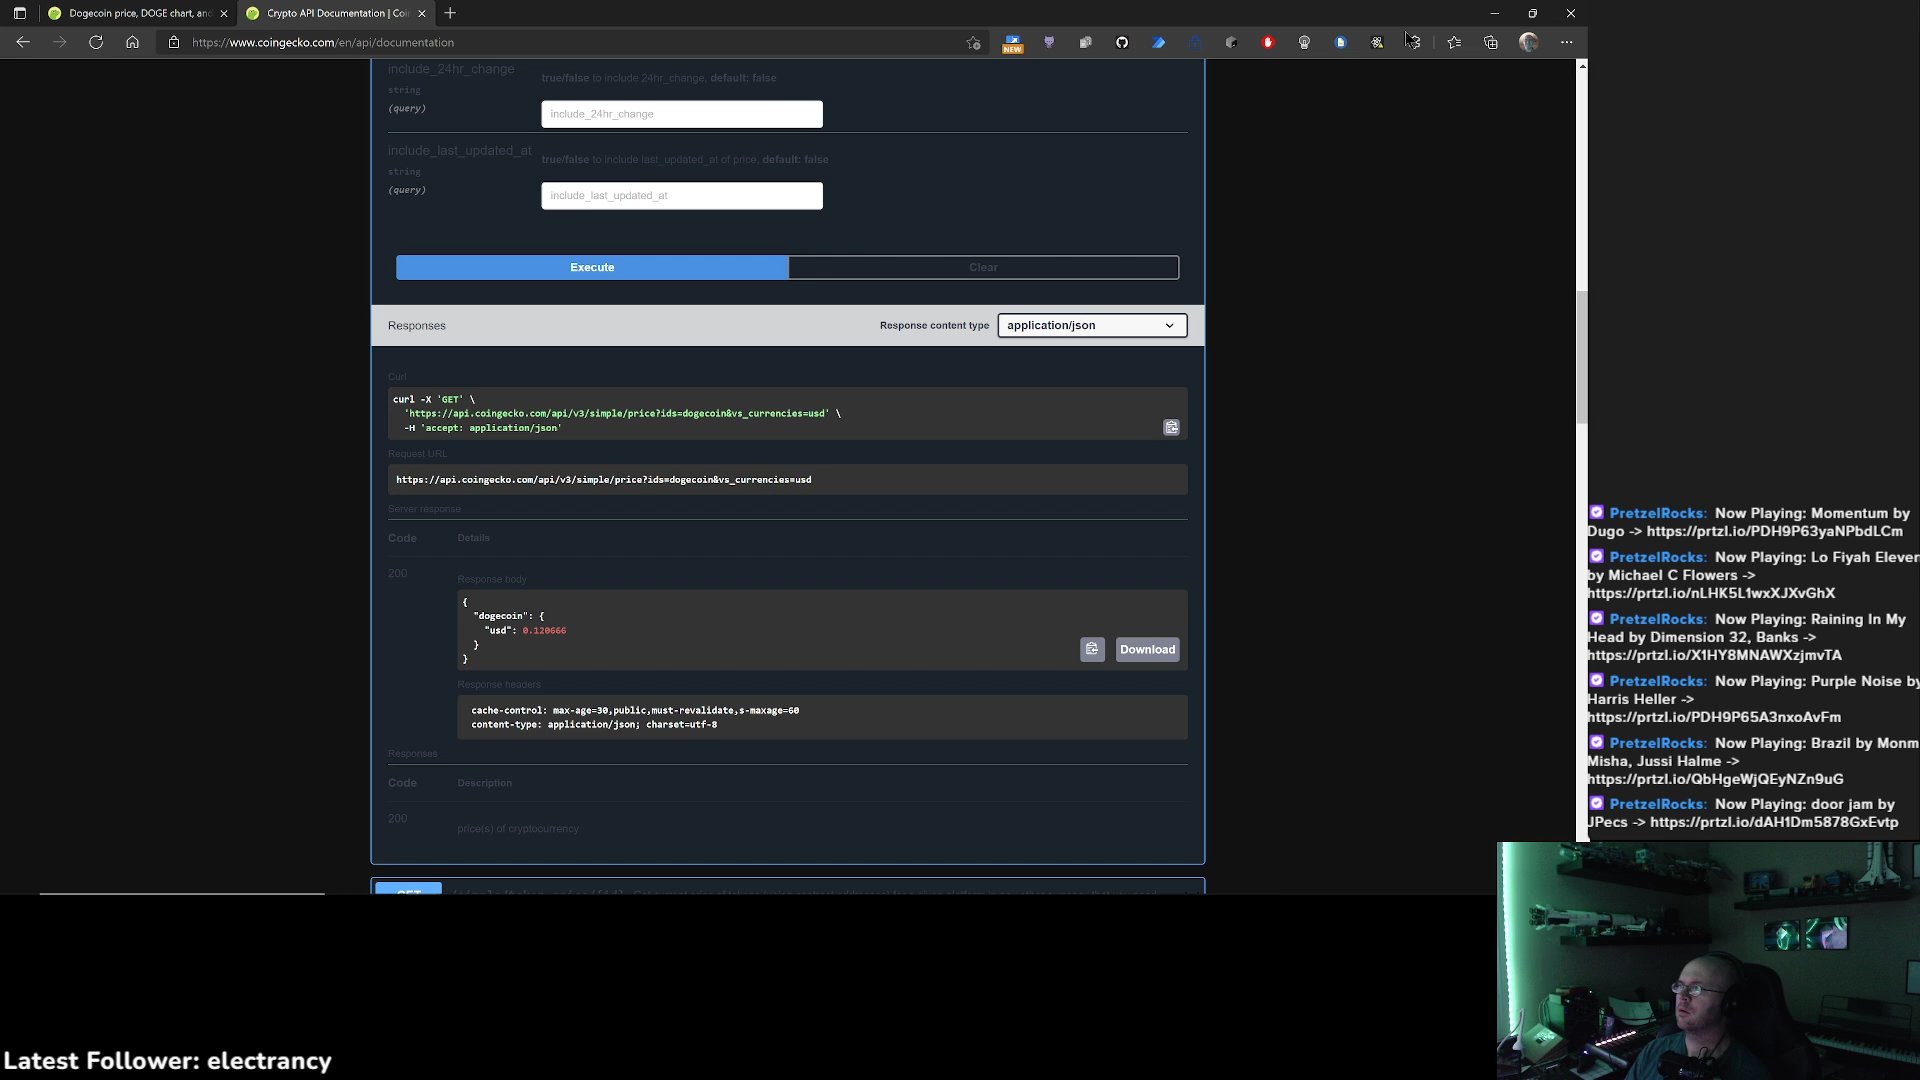 Dogecoin price, DOGE chart, and
Crypto API Documentation | Coi
https://www.coingecko.com/en/api/documentation
NEW
include_24hr_change
string
(query)
true/false to include 24hr_change, default: false
include_24hr_change
include_last_updated_at
string
(query)
true/false to include last_updated_at of price, default: false
include_last_updated_at
Execute
Clear
Responses
Response content type
application/json
Curl
curl -X 'GET' \
'https://api.coingecko.com/api/v3/simple/price?ids=dogecoin&vs_currencies=usd' \
-H 'accept: application/json'
Request URL
https://api.coingecko.com/api/v3/simple/price?ids=dogecoin&vs_currencies=usd
Server response
Code
Details
200
Response body
{
"dogecoin": {
"usd": 0.120666
}
}
Download
Response headers
cache-control: max-age=30,public,must-revalidate,s-maxage=60
content-type: application/json; charset=utf-8
Responses
Code
Description
200
price(s) of cryptocurrency
GET
PretzelRocks: Now Playing: Momentum by
Dugo -> https://prtzl.io/PDH9P63yaNPbdLCm
PretzelRocks: Now Playing: Lo Fiyah Eleven
by Michael C Flowers ->
https://prtzl.io/nLHK5L1wxXJXvGhX
PretzelRocks: Now Playing: Raining In My
Head by Dimension 32, Banks ->
https://prtzl.io/X1HY8MNAWXzjmvTA
PretzelRocks: Now Playing: Purple Noise by
Harris Heller ->
https://prtzl.io/PDH9P65A3nxoAvFm
PretzelRocks: Now Playing: Brazil by Monm
Misha, Jussi Halme ->
https://prtzl.io/QbHgeWjQEyNZn9uG
PretzelRocks: Now Playing: door jam by
JPecs -> https://prtzl.io/dAH1Dm5878GxEvtp
Latest Follower: electrancy